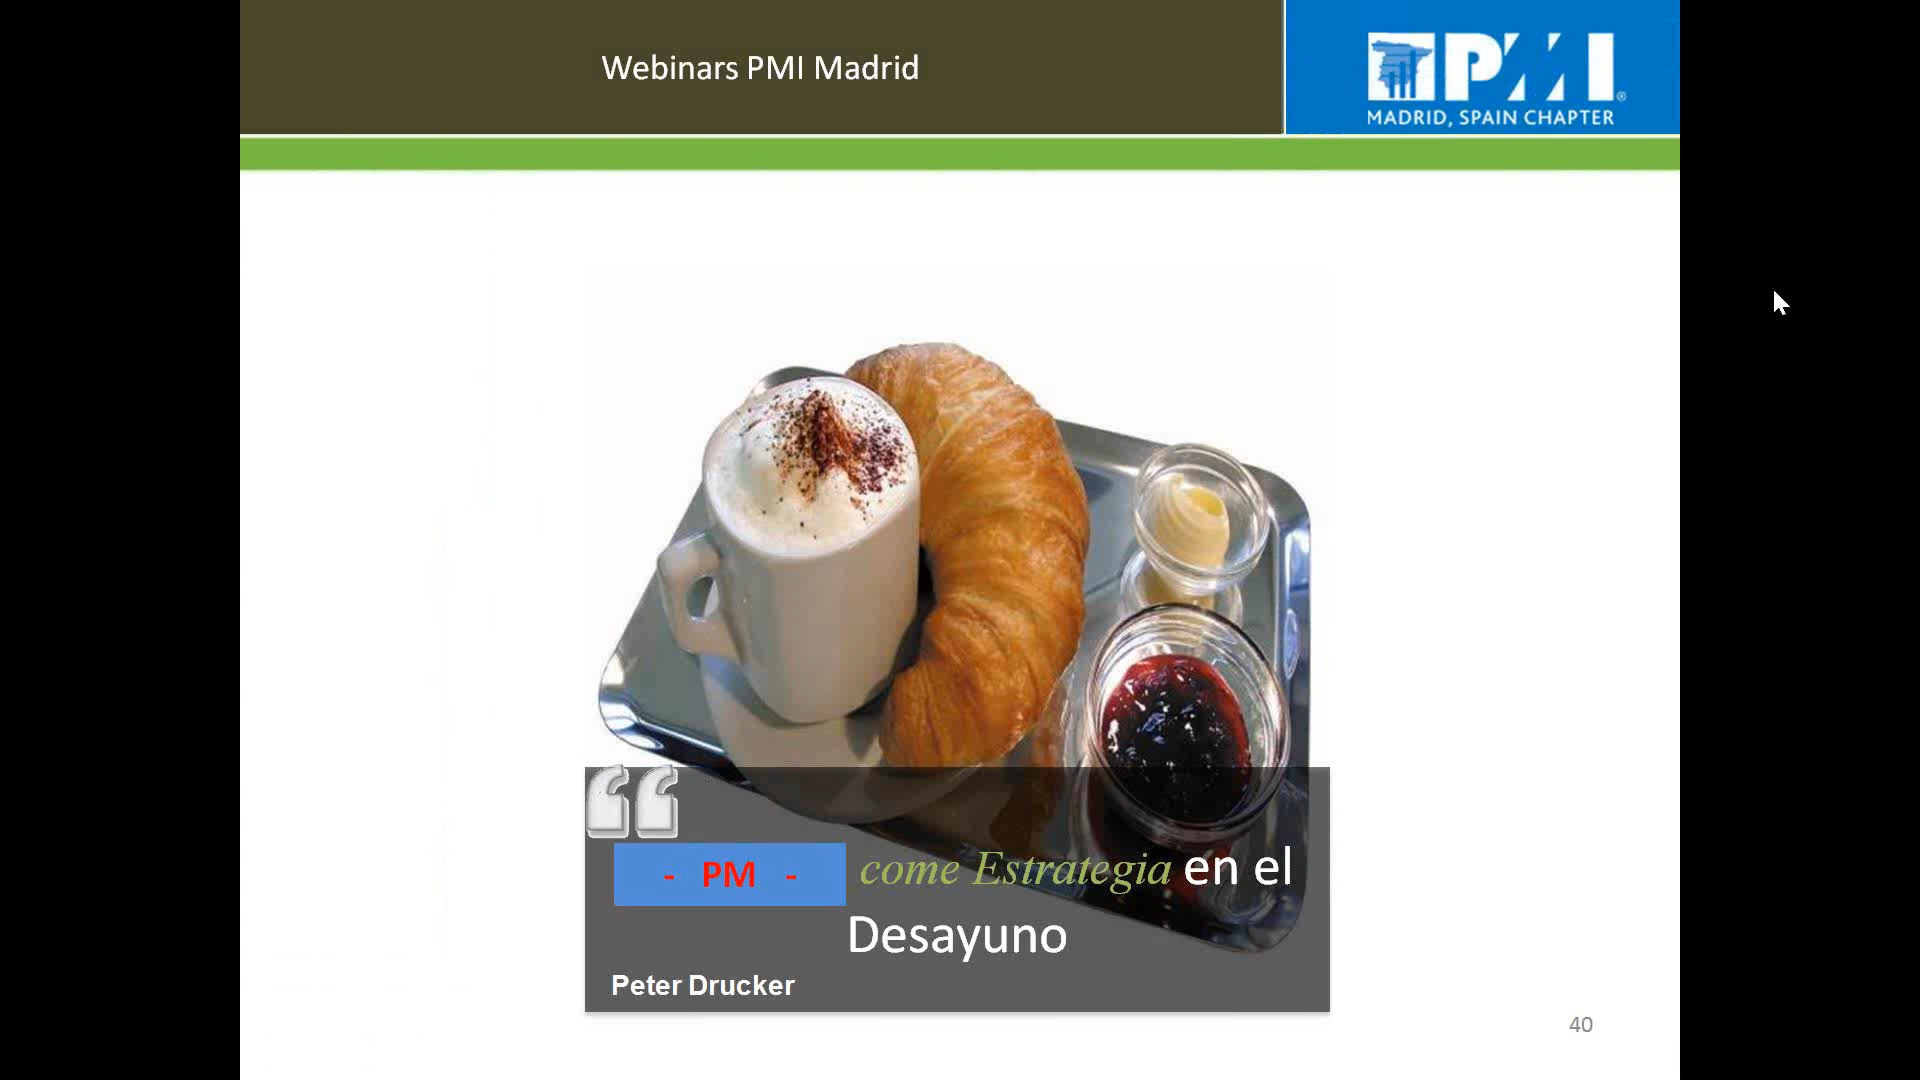 Webinars PMI Madrid
PMI®
MADRID, SPAIN CHAPTER
“
- PM - come Estrategia en el
Desayuno
Peter Drucker
40